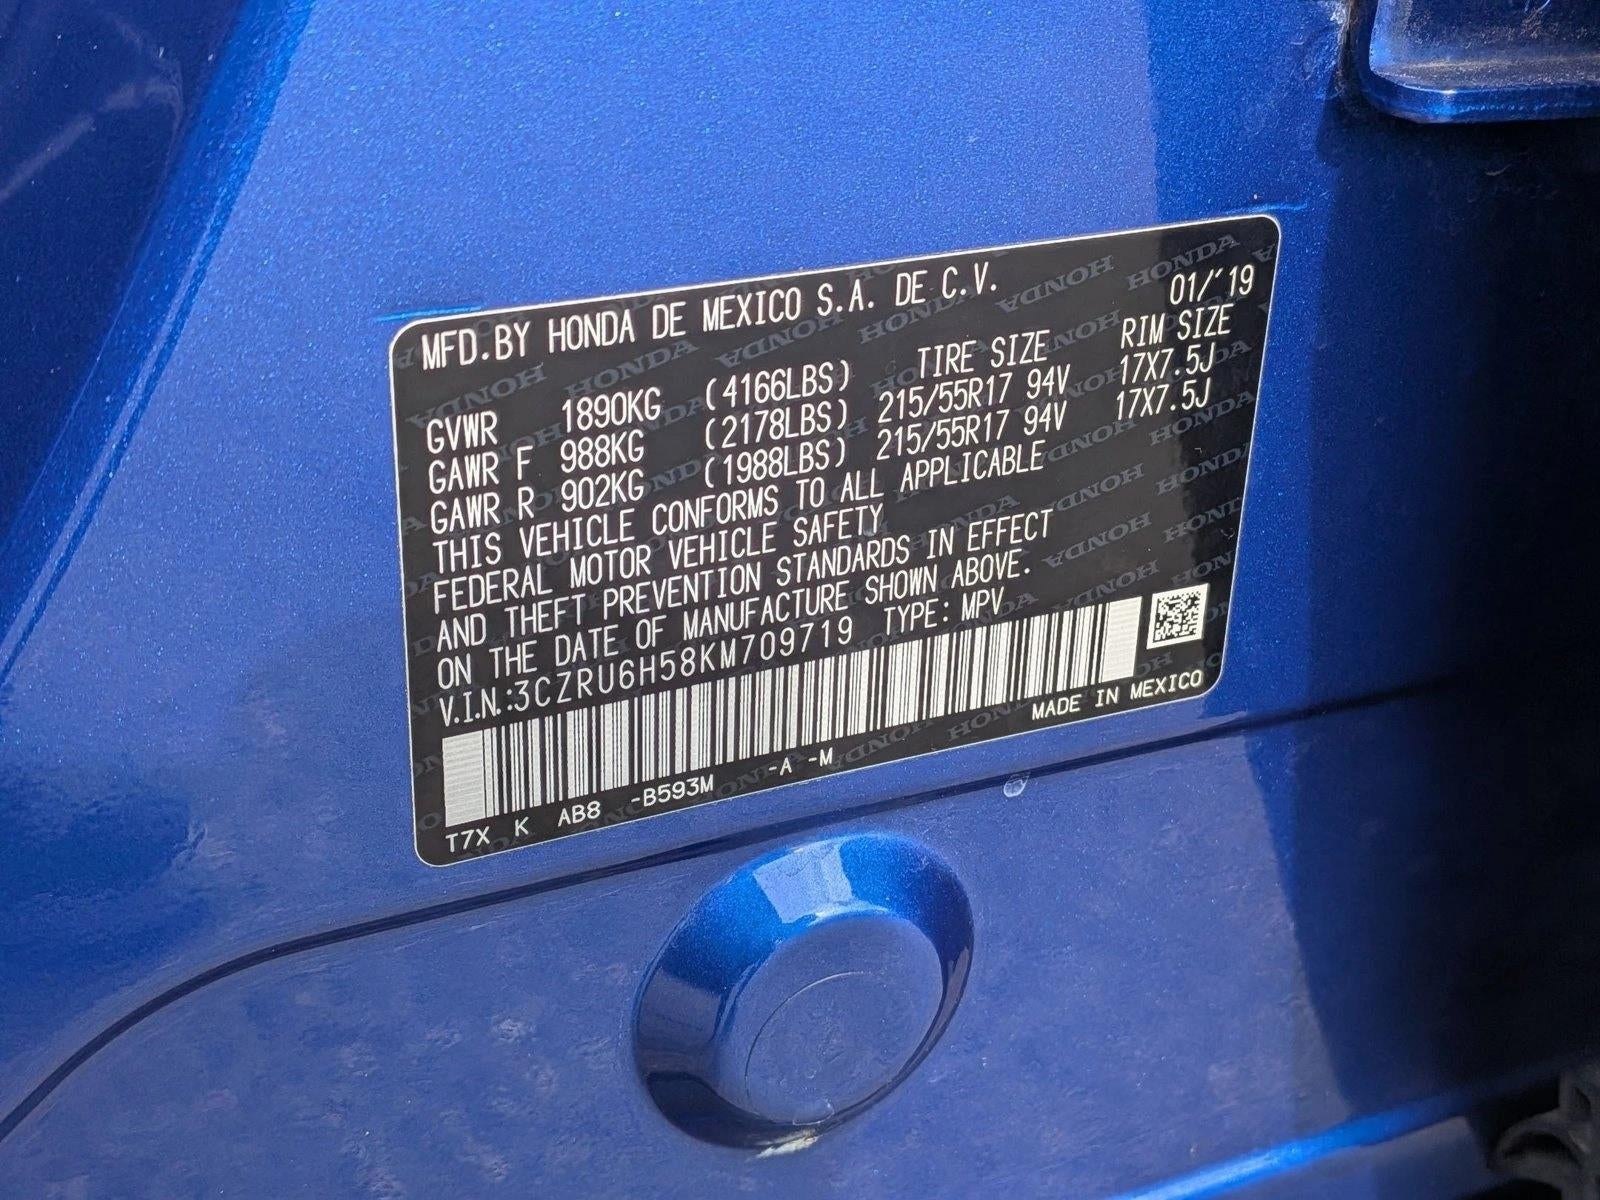 MFD.BY HONDA DE MEXICO S.A. DE C.V. 01/'19
TIRE SIZE RIM SIZE
GVWR 1890KG (4166LBS)
GAWR F 988KG (2178LBS) 215/55R17 94V 17X7.5J
GAWR R 902KG (1988LBS) 215/55R17 94V 17X7.5J
THIS VEHICLE CONFORMS TO ALL APPLICABLE
FEDERAL MOTOR VEHICLE SAFETY
AND THEFT PREVENTION STANDARDS IN EFFECT
ON THE DATE OF MANUFACTURE SHOWN ABOVE.
V.I.N.:3CZRU6H58KM709719 TYPE: MPV
MADE IN MEXICO
T7X K AB8 -B593M -A -M